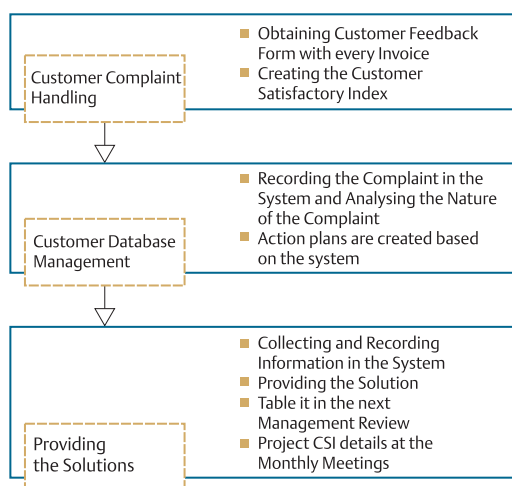 Customer Complaint
Handling
Obtaining Customer Feedback
Form with every Invoice
Creating the Customer
Satisfactory Index
Customer Database
Management
Recording the Complaint in the
System and Analysing the Nature
of the Complaint
Action plans are created based
on the system
Providing
the Solutions
Collecting and Recording
Information in the System
Providing the Solution
Table it in the next
Management Review
Project CSI details at the
Monthly Meetings